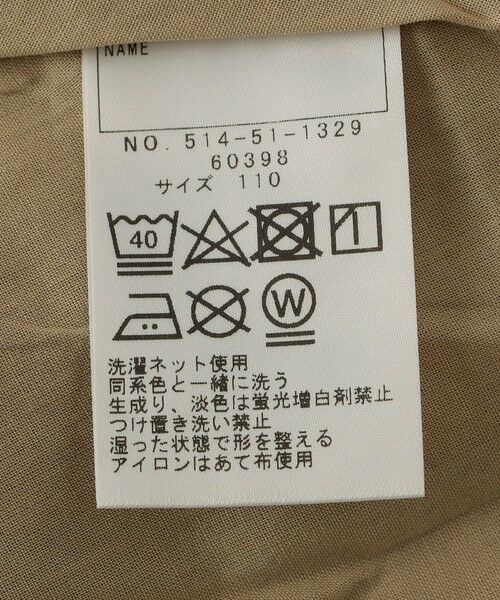 NAME
NO. 514-51-1329
60398
サイズ 110
40
W
洗濯ネット使用
同系色と一緒に洗う
生成り、淡色は蛍光増白剤禁止
つけ置き洗い禁止
湿った状態で形を整える
アイロンはあて布使用